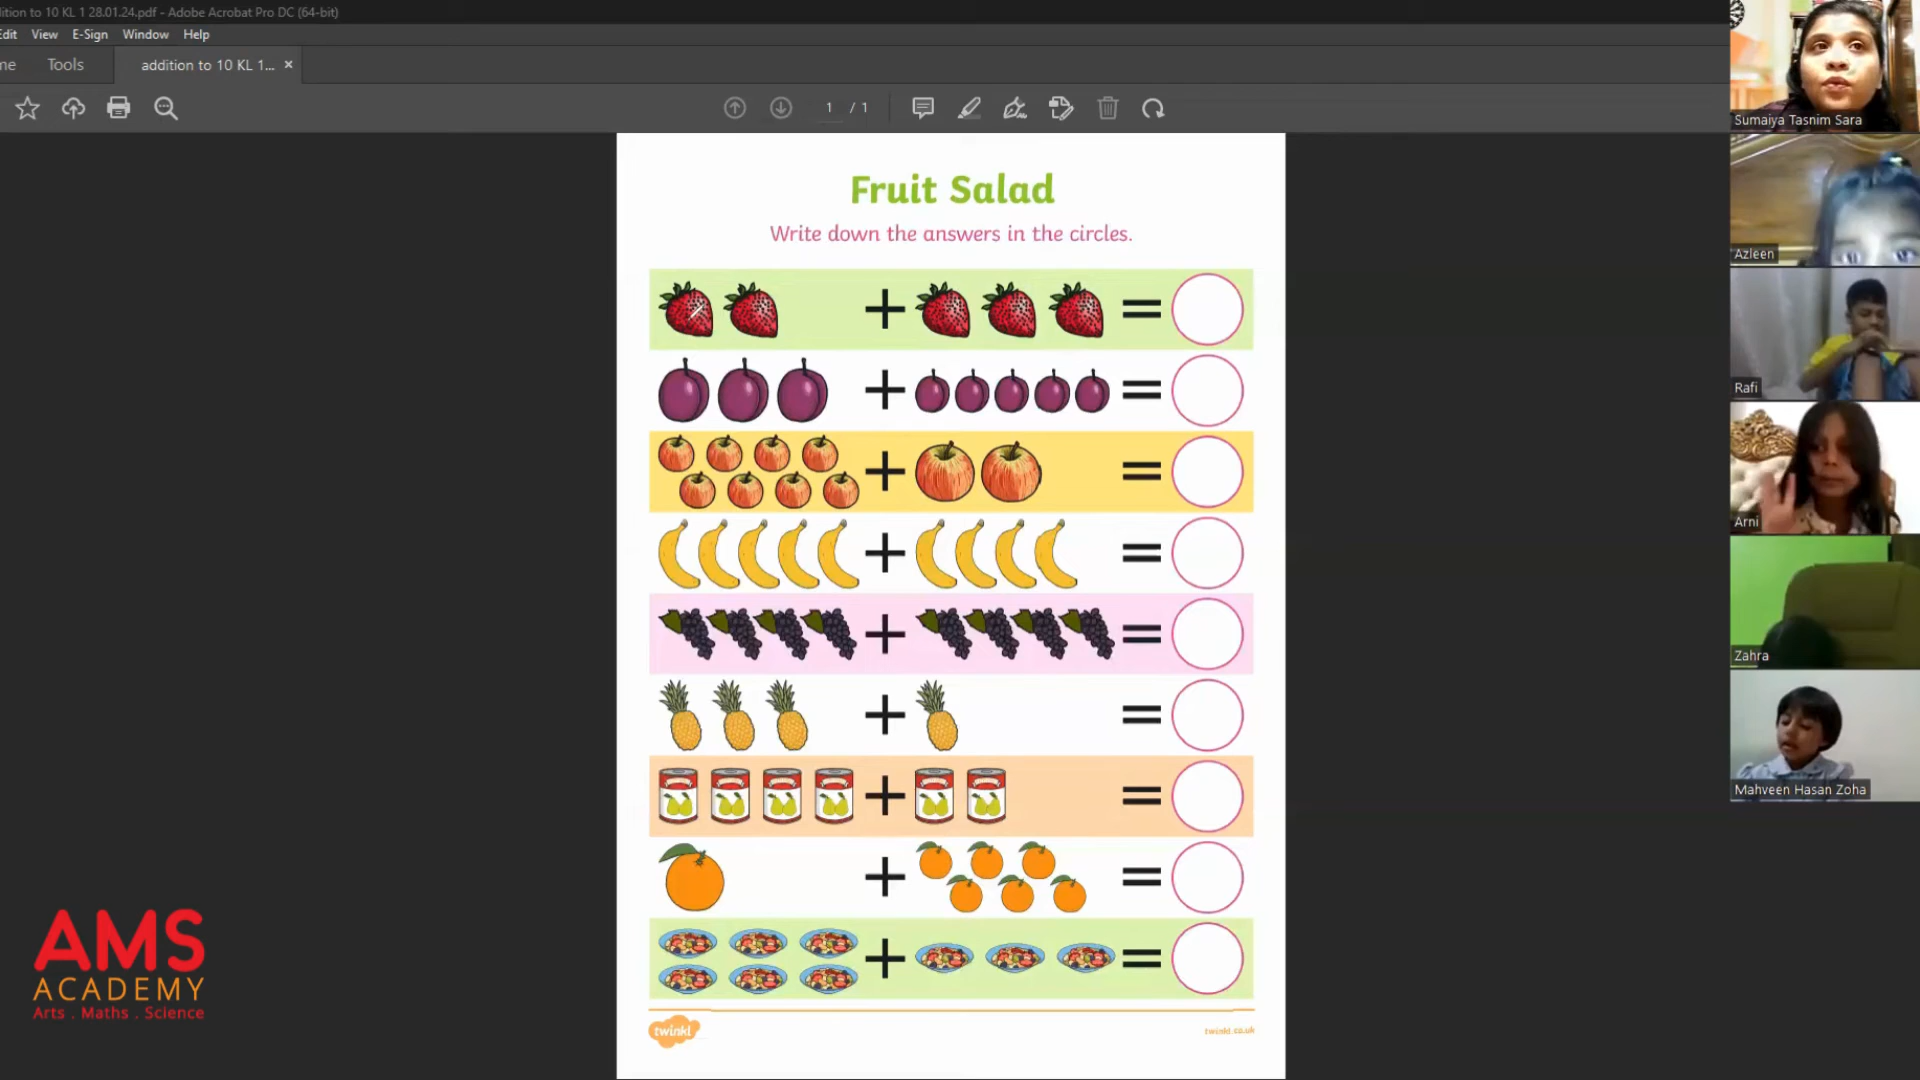 dition to 10 KL 1 28.01.24.pdf - Adobe Acrobat Pro DC (64-bit)
Edit View E-Sign Window Help
me Tools addition to 10 KL 1... ×
1 / 1
Fruit Salad
Write down the answers in the circles.
+ =
+ =
+ =
+ =
+ =
+ =
+ =
+ =
+ =
twinkl
twinkl.co.uk
Sumaiya Tasnim Sara
Azleen
Rafi
Arni
Zahra
Mahveen Hasan Zoha
AMS
ACADEMY
Arts . Maths . Science